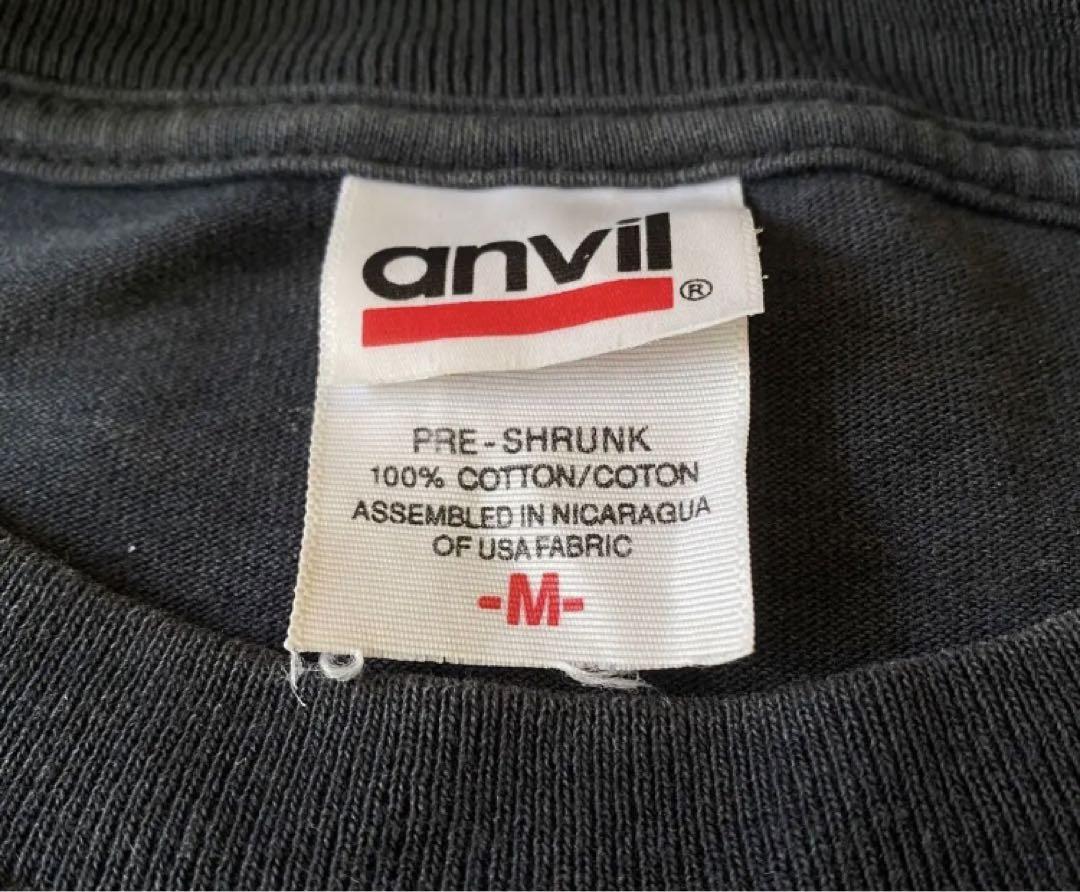 anvil®
PRE-SHRUNK
100% COTTON/COTON
ASSEMBLED IN NICARAGUA
OF USA FABRIC
-M-